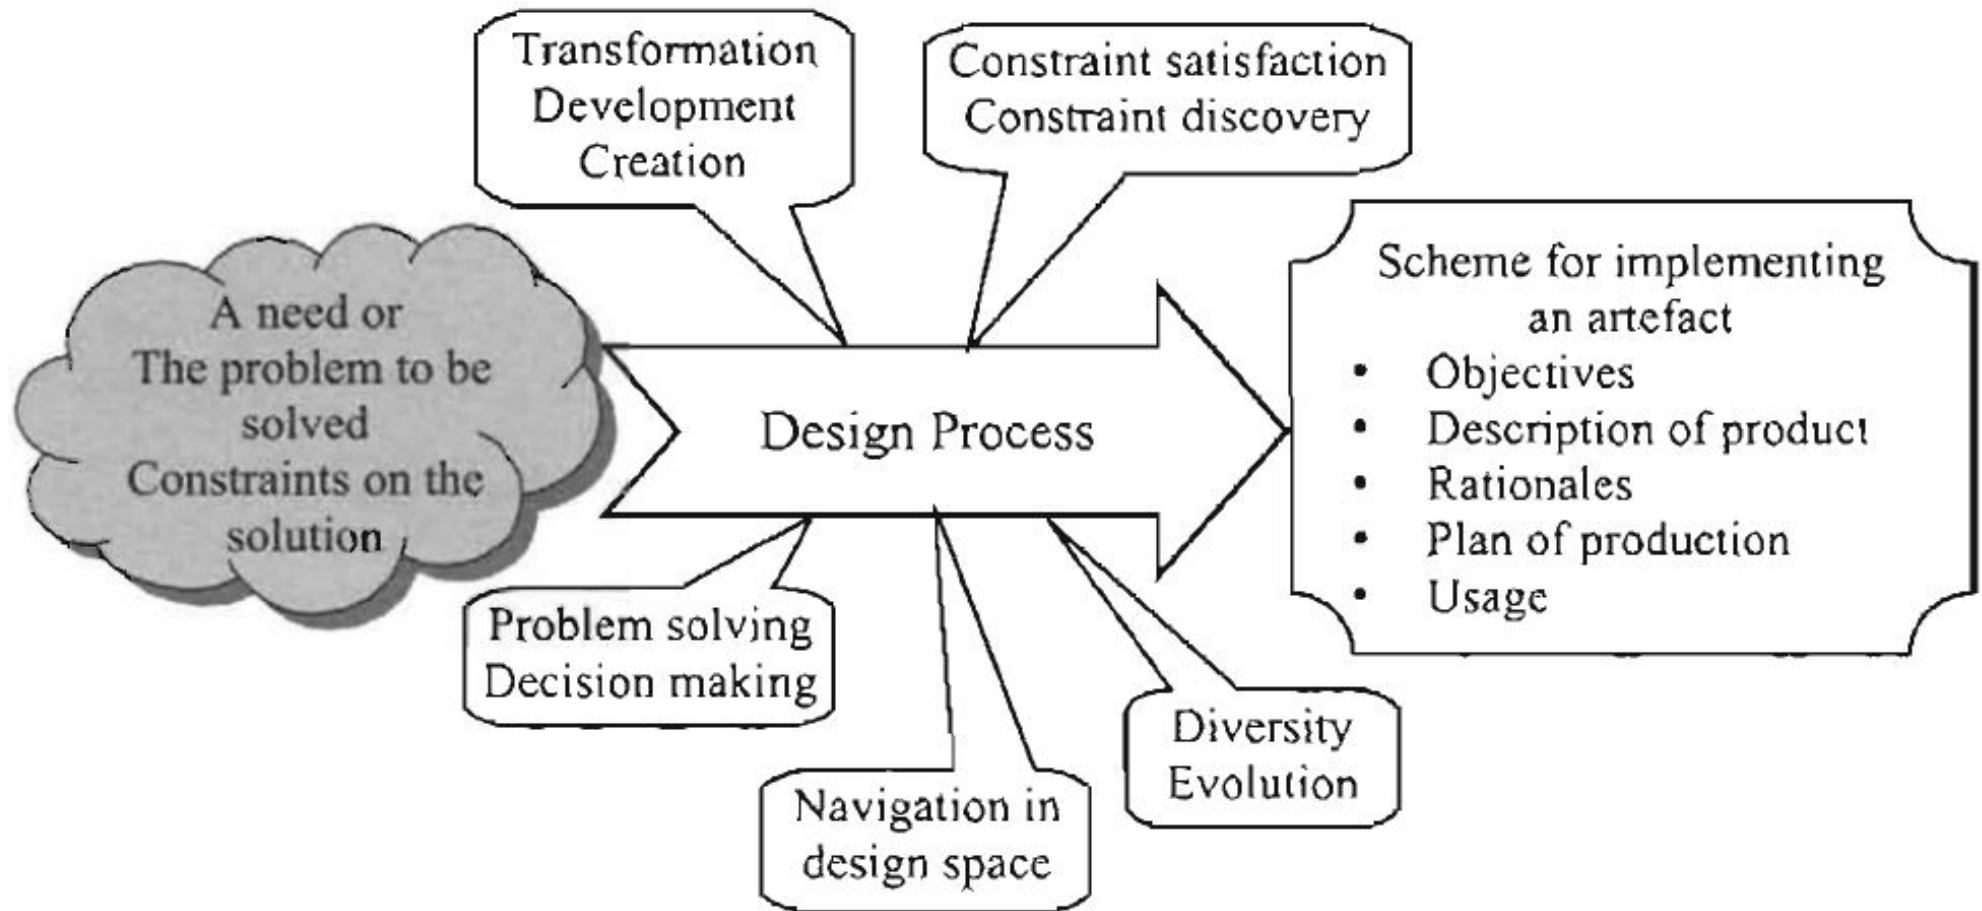 Transformation
Development
Creation
Constraint satisfaction
Constraint discovery
A need or
The problem to be
solved
Constraints on the
solution
Design Process
Scheme for implementing
an artefact
• Objectives
• Description of product
• Rationales
• Plan of production
• Usage
Problem solving
Decision making
Navigation in
design space
Diversity
Evolution